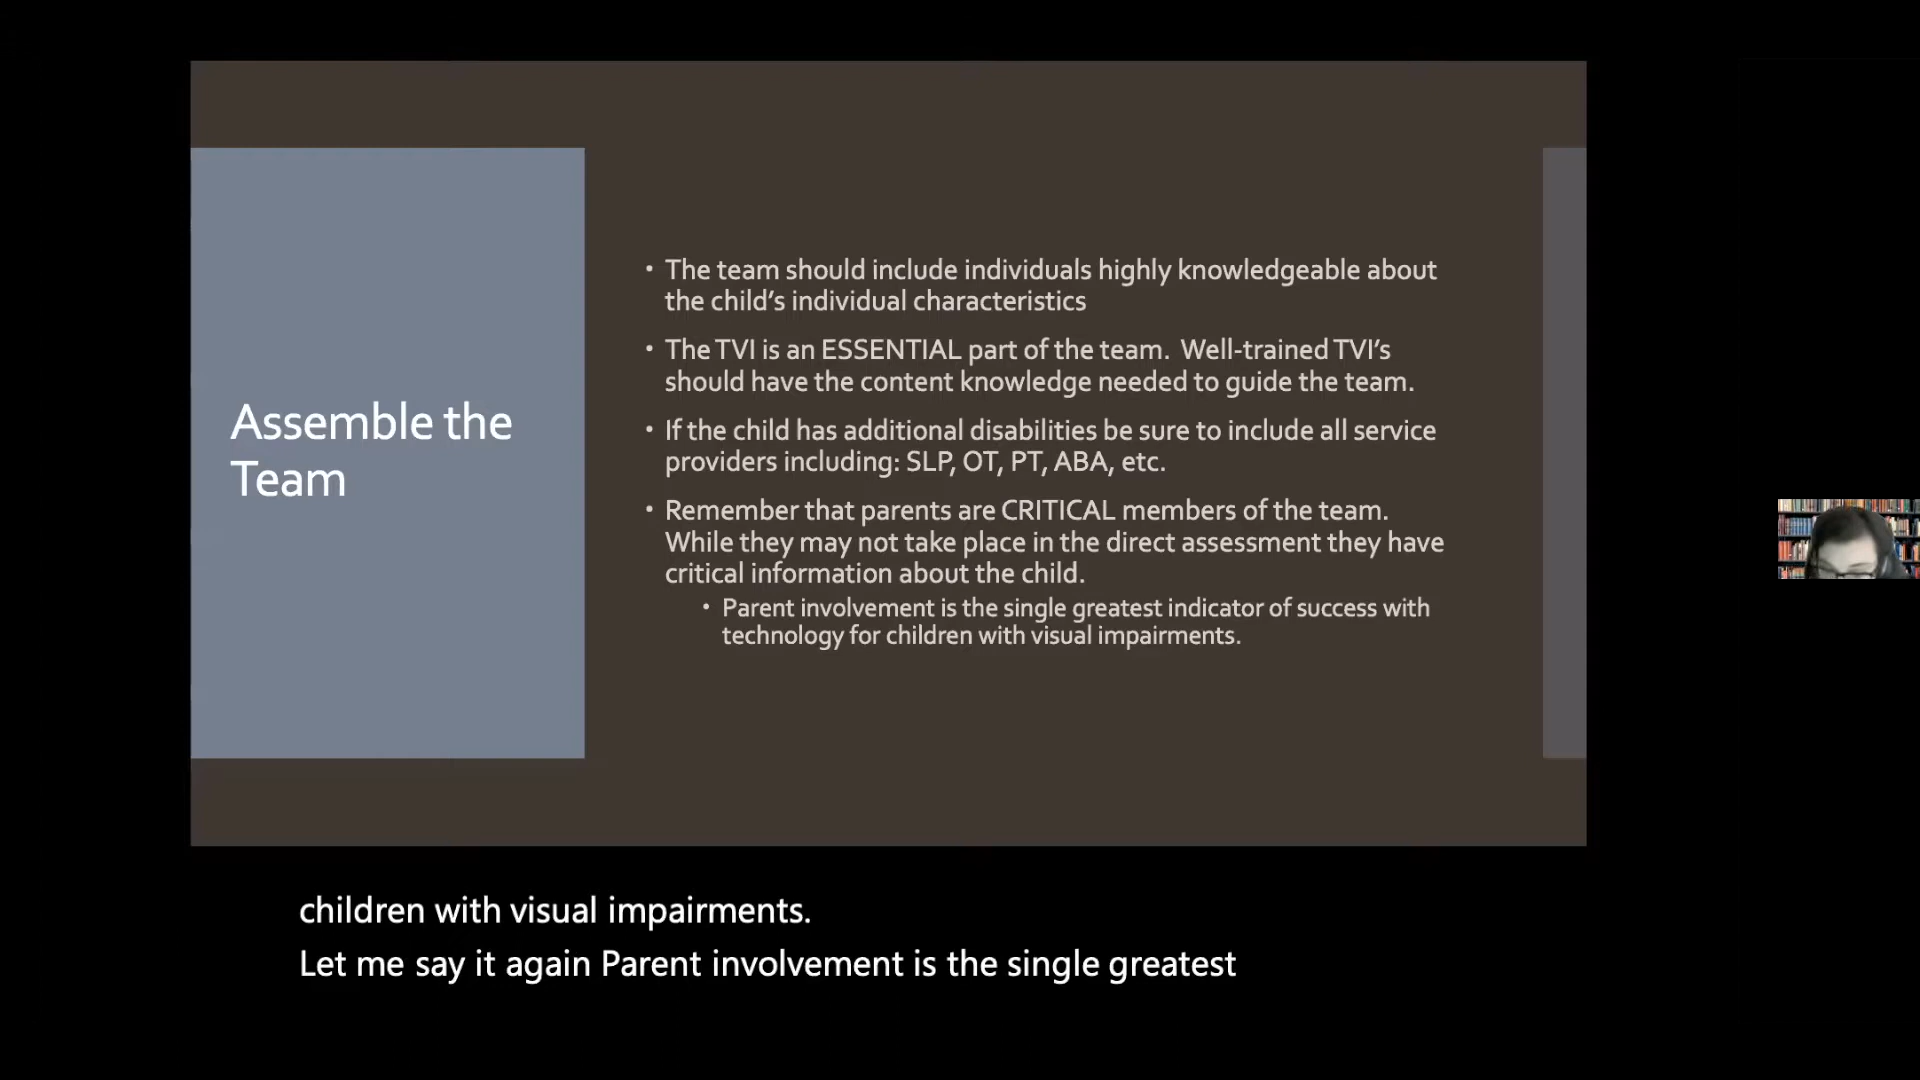 Assemble the
Team
• The team should include individuals highly knowledgeable about
the child's individual characteristics
• The TVI is an ESSENTIAL part of the team.  Well-trained TVI's
should have the content knowledge needed to guide the team.
• If the child has additional disabilities be sure to include all service
providers including: SLP, OT, PT, ABA, etc.
• Remember that parents are CRITICAL members of the team.
While they may not take place in the direct assessment they have
critical information about the child.
• Parent involvement is the single greatest indicator of success with
technology for children with visual impairments.
children with visual impairments.
Let me say it again Parent involvement is the single greatest